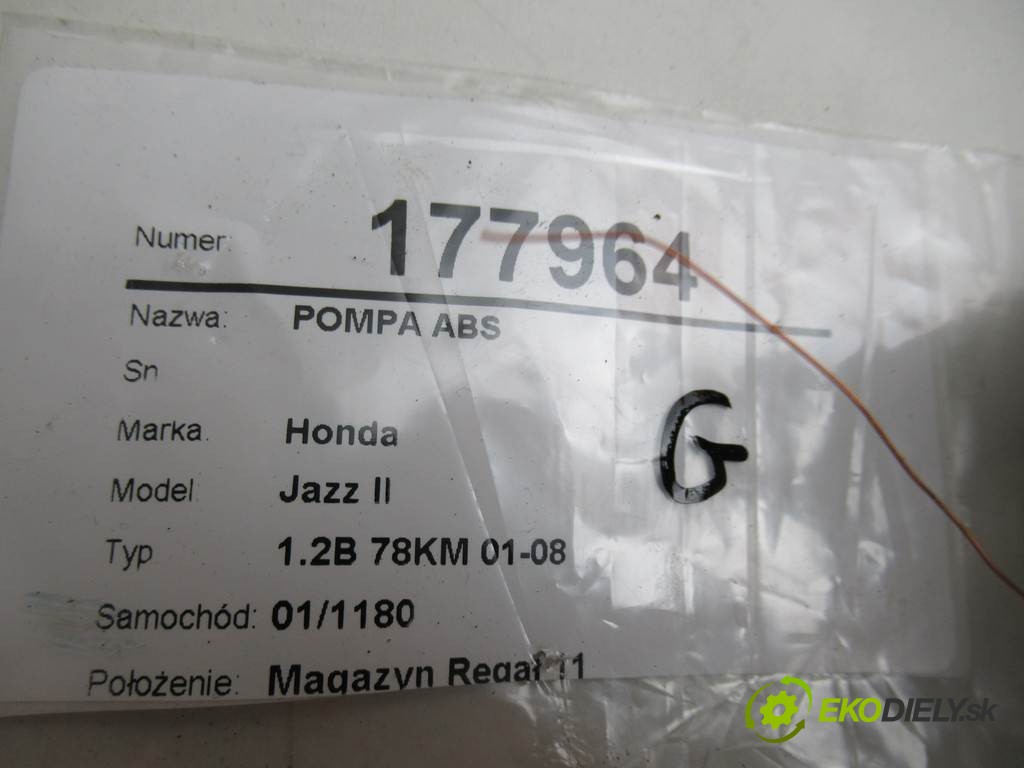 Numer: 177964
Nazwa: POMPA ABS
Sn
Marka. Honda
Model: Jazz II
Typ 1.2B 78KM 01-08
Samochód: 01/1180
Położenie: Magazyn Regał 11
G
EKODIELY.sk